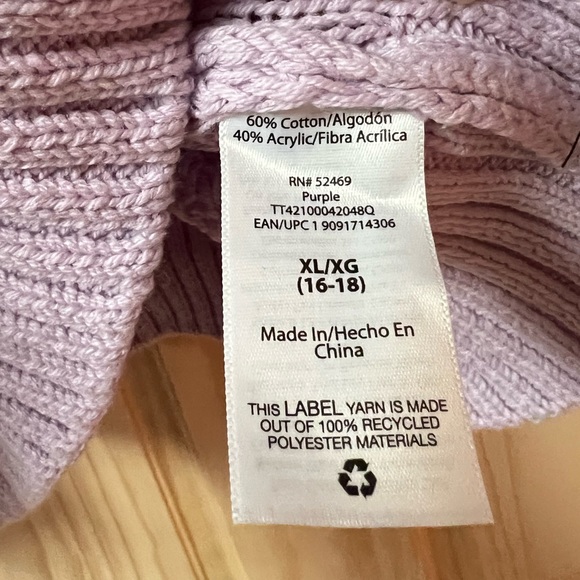 60% Cotton/Algodón
40% Acrylic/Fibra Acrílica
RN# 52469
Purple
TT42100042048Q
EAN/UPC 1 9091714306
XL/XG
(16-18)
Made In/Hecho En
China
THIS LABEL YARN IS MADE
OUT OF 100% RECYCLED
POLYESTER MATERIALS